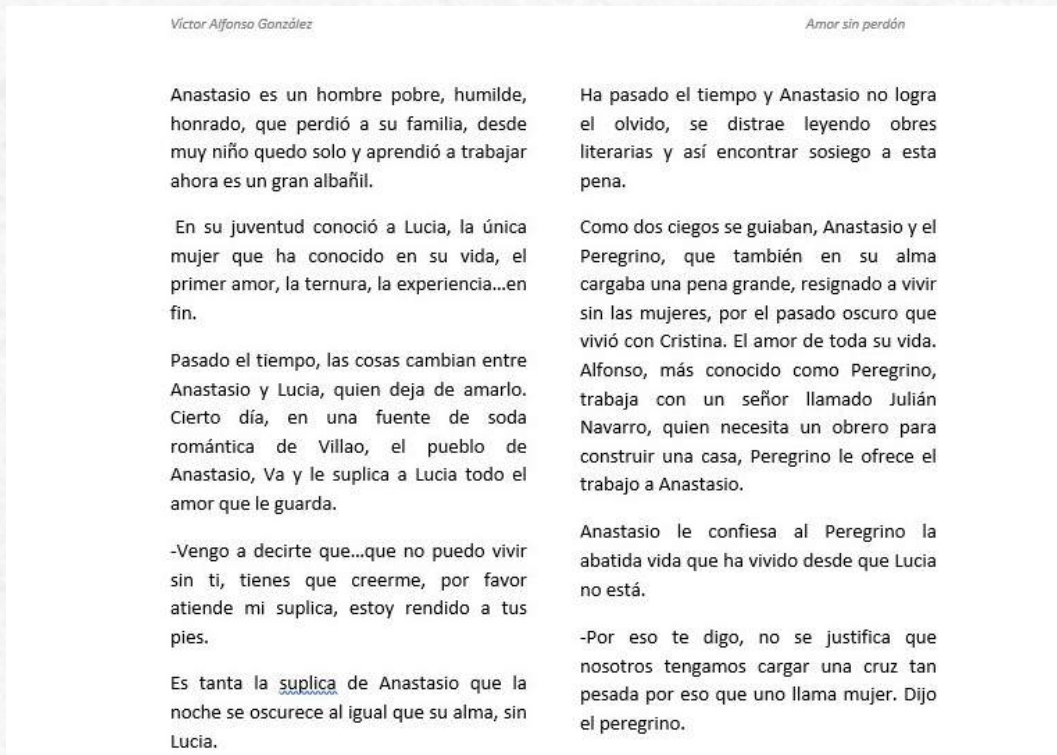 Víctor Alfonso González
Amor sin perdón
Anastasio es un hombre pobre, humilde,
honrado, que perdió a su familia, desde
muy niño quedo solo y aprendió a trabajar
ahora es un gran albañil.
En su juventud conoció a Lucia, la única
mujer que ha conocido en su vida, el
primer amor, la ternura, la experiencia...en
fin.
Pasado el tiempo, las cosas cambian entre
Anastasio y Lucia, quien deja de amarlo.
Cierto día, en una fuente de soda
romántica de Villao, el pueblo de
Anastasio, Va y le suplica a Lucia todo el
amor que le guarda.
-Vengo a decirte que...que no puedo vivir
sin ti, tienes que creerme, por favor
atiende mi suplica, estoy rendido a tus
pies.
Es tanta la suplica de Anastasio que la
noche se oscurece al igual que su alma, sin
Lucia.
Ha pasado el tiempo y Anastasio no logra
el olvido, se distrae leyendo obres
literarias y así encontrar sosiego a esta
pena.
Como dos ciegos se guiaban, Anastasio y el
Peregrino, que también en su alma
cargaba una pena grande, resignado a vivir
sin las mujeres, por el pasado oscuro que
vivió con Cristina. El amor de toda su vida.
Alfonso, más conocido como Peregrino,
trabaja con un señor llamado Julián
Navarro, quien necesita un obrero para
construir una casa, Peregrino le ofrece el
trabajo a Anastasio.
Anastasio le confiesa al Peregrino la
abatida vida que ha vivido desde que Lucia
no está.
-Por eso te digo, no se justifica que
nosotros tengamos cargar una cruz tan
pesada por eso que uno llama mujer. Dijo
el peregrino.